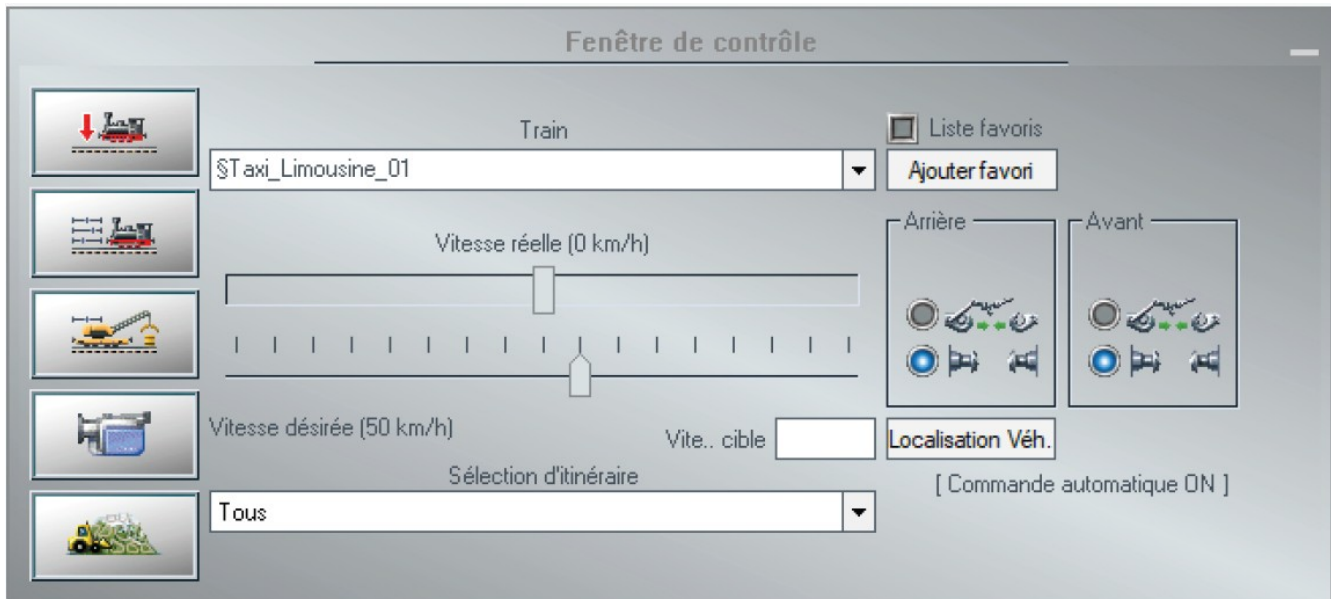 Fenêtre de contrôle
Train
Liste favoris
§Taxi_Limousine_01
Ajouter favori
Arrière
Avant
Vitesse réelle (0 km/h)
Vitesse désirée (50 km/h)
Vite.. cible
Localisation Véh.
Sélection d'itinéraire
[ Commande automatique ON ]
Tous